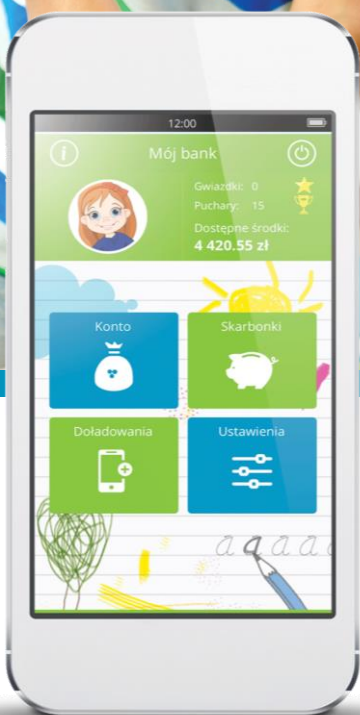 12:00
Mój bank
Gwiazdki: 0
Puchary: 15
Dostępne środki:
4 420.55 zł
Konto
Skarbonki
Doładowania
Ustawienia
a a a a a